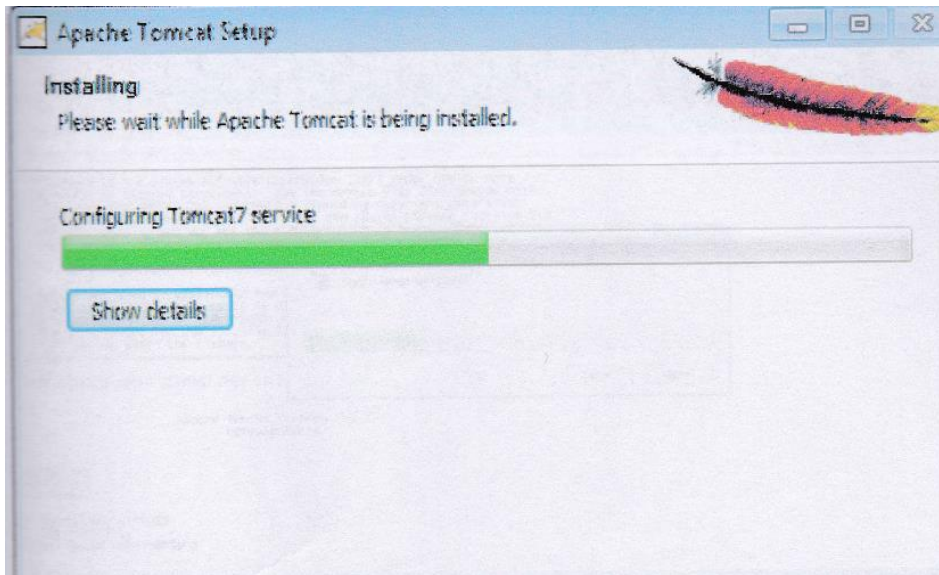 Apache Tomcat Setup
Installing
Please wait while Apache Tomcat is being installed.
Configuring Tomcat7 service
Show details